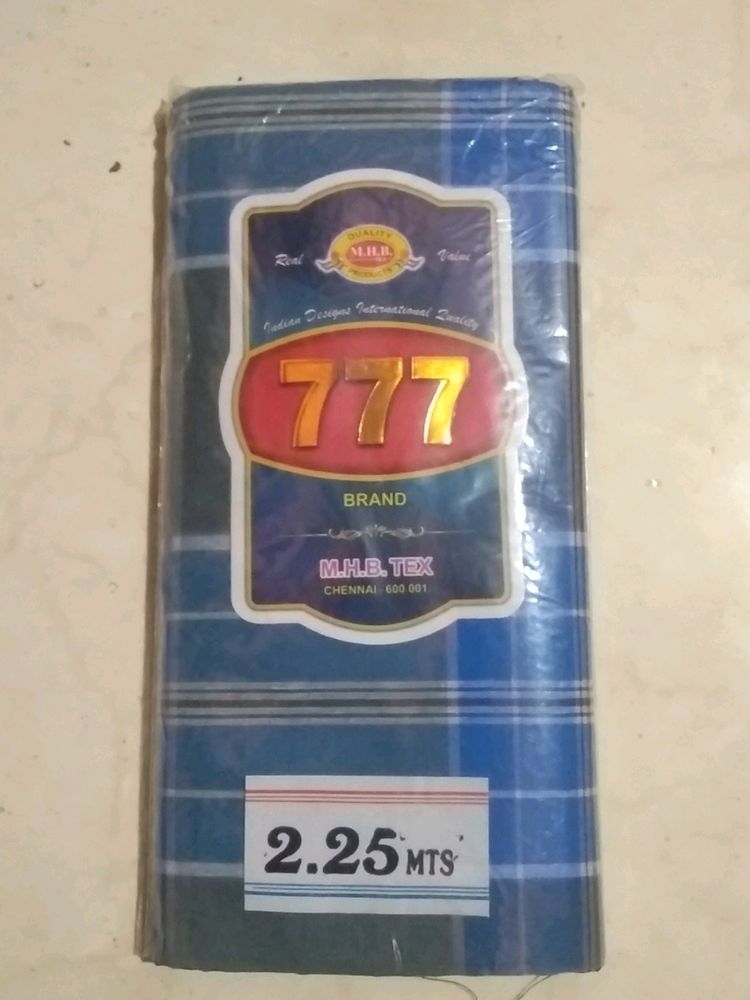 QUALITY
Real M.H.B. Value
PRODUCTS
Indian Designs International Quality
777
BRAND
M.H.B. TEX
CHENNAI - 600 001
2.25 MTS